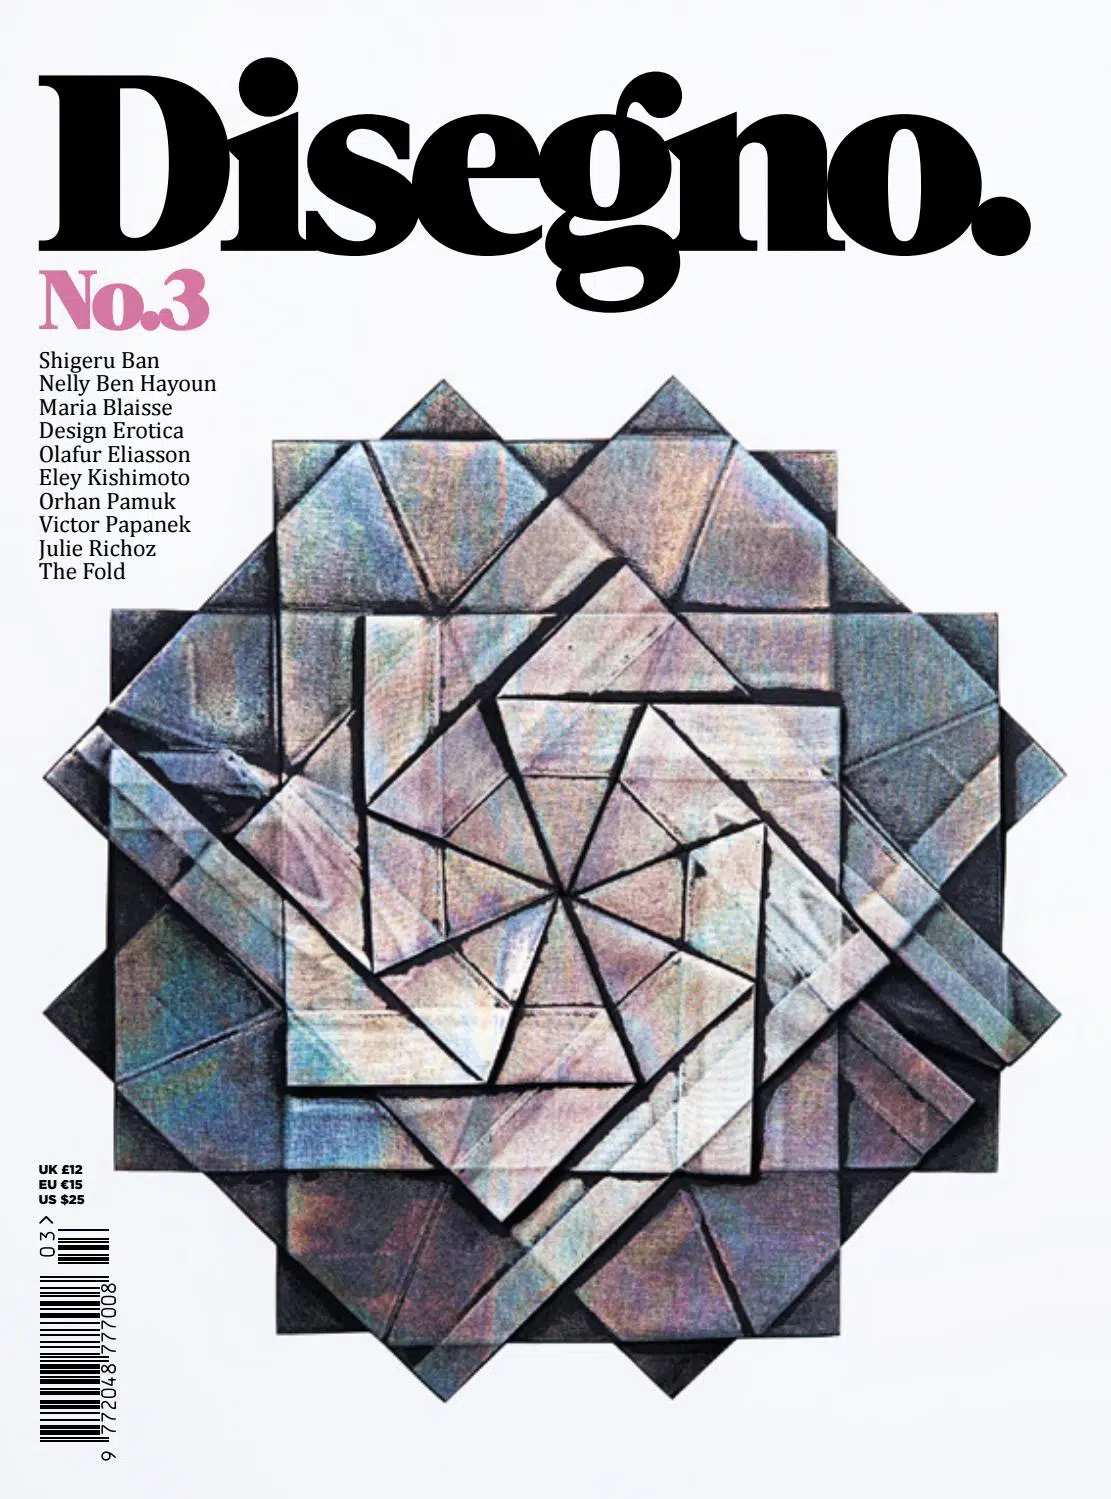 Disegno.
No.3
Shigeru Ban
Nelly Ben Hayoun
Maria Blaisse
Design Erotica
Olafur Eliasson
Eley Kishimoto
Orhan Pamuk
Victor Papanek
Julie Richoz
The Fold
UK £12
EU €15
US $25
03>
9 772048 777008